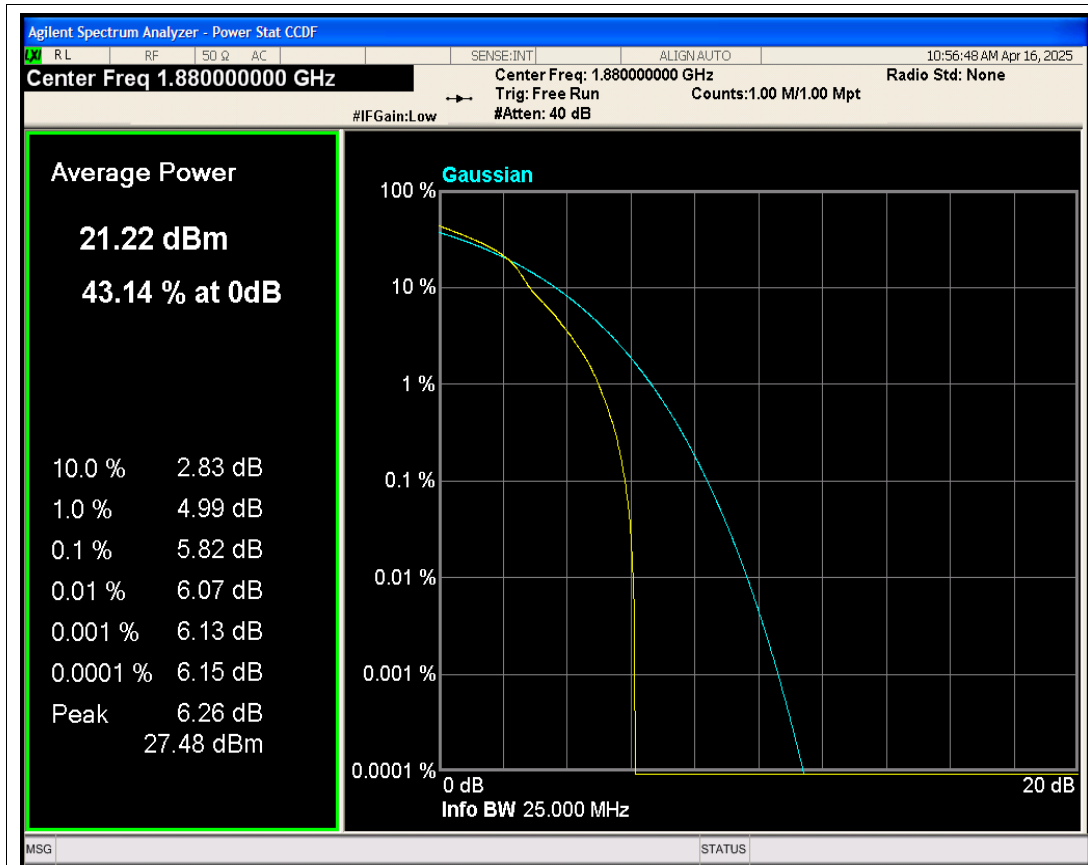 Agilent Spectrum Analyzer - Power Stat CCDF
LXI RL RF 50 Ω AC SENSE:INT ALIGN AUTO 10:56:48 AM Apr 16, 2025
Center Freq 1.880000000 GHz
Center Freq: 1.880000000 GHz Radio Std: None
Trig: Free Run Counts:1.00 M/1.00 Mpt
#IFGain:Low #Atten: 40 dB
Average Power
21.22 dBm
43.14 % at 0dB
10.0 % 2.83 dB
1.0 % 4.99 dB
0.1 % 5.82 dB
0.01 % 6.07 dB
0.001 % 6.13 dB
0.0001 % 6.15 dB
Peak 6.26 dB
27.48 dBm
Gaussian
100 %
10 %
1 %
0.1 %
0.01 %
0.001 %
0.0001 %
0 dB 20 dB
Info BW 25.000 MHz
MSG STATUS